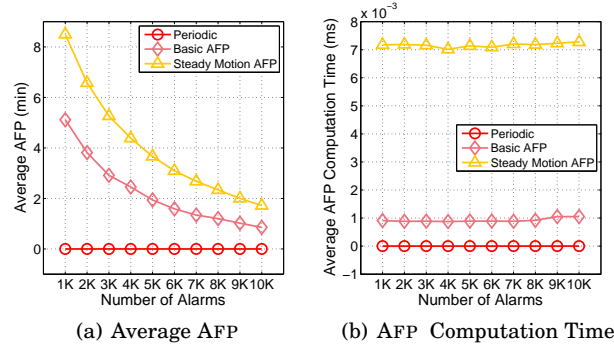 Average AFP (min)
8
6
4
2
0
Periodic
Basic AFP
Steady Motion AFP
1K 2K 3K 4K 5K 6K 7K 8K 9K 10K
Number of Alarms
(a) Average AFP
Average AFP Computation Time (ms)
8 x 10^-3
7
6
5
4
3
2
1
0
−1
Periodic
Basic AFP
Steady Motion AFP
1K 2K 3K 4K 5K 6K 7K 8K 9K 10K
Number of Alarms
(b) AFP Computation Time